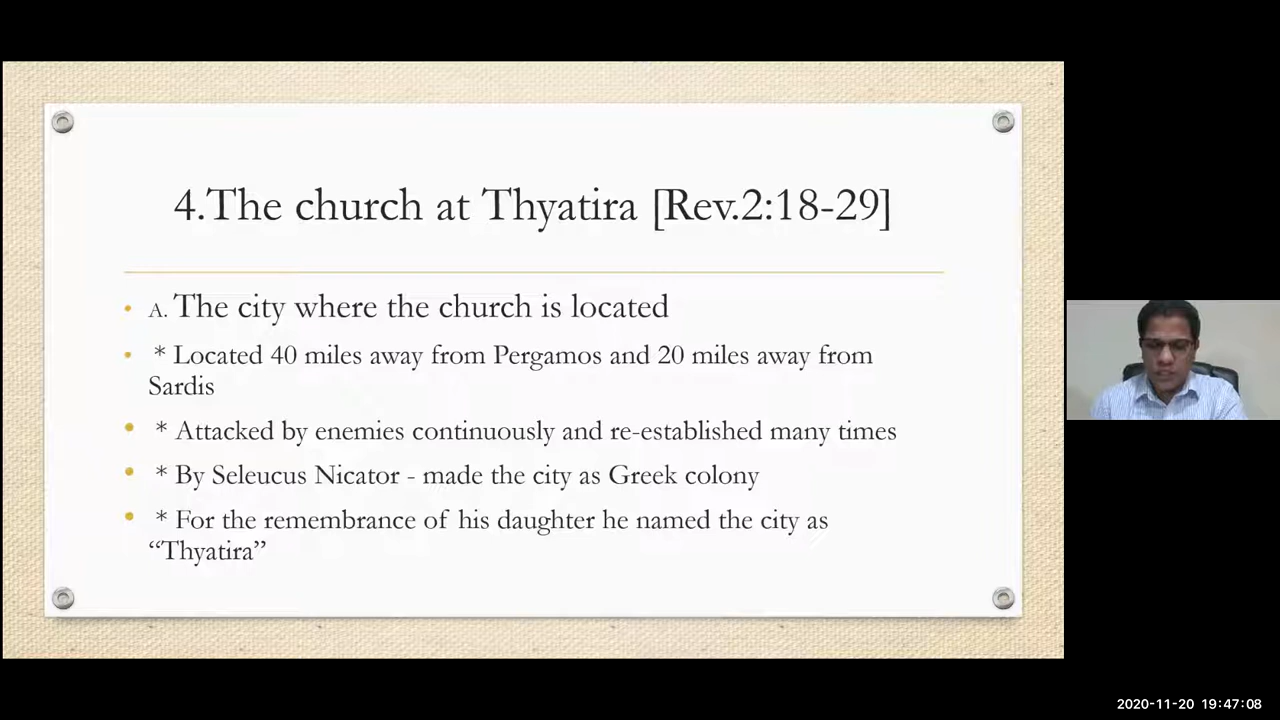 4.The church at Thyatira [Rev.2:18-29]
• A. The city where the church is located
• * Located 40 miles away from Pergamos and 20 miles away from
Sardis
• * Attacked by enemies continuously and re-established many times
• * By Seleucus Nicator - made the city as Greek colony
• * For the remembrance of his daughter he named the city as
“Thyatira”
2020-11-20 19:47:08